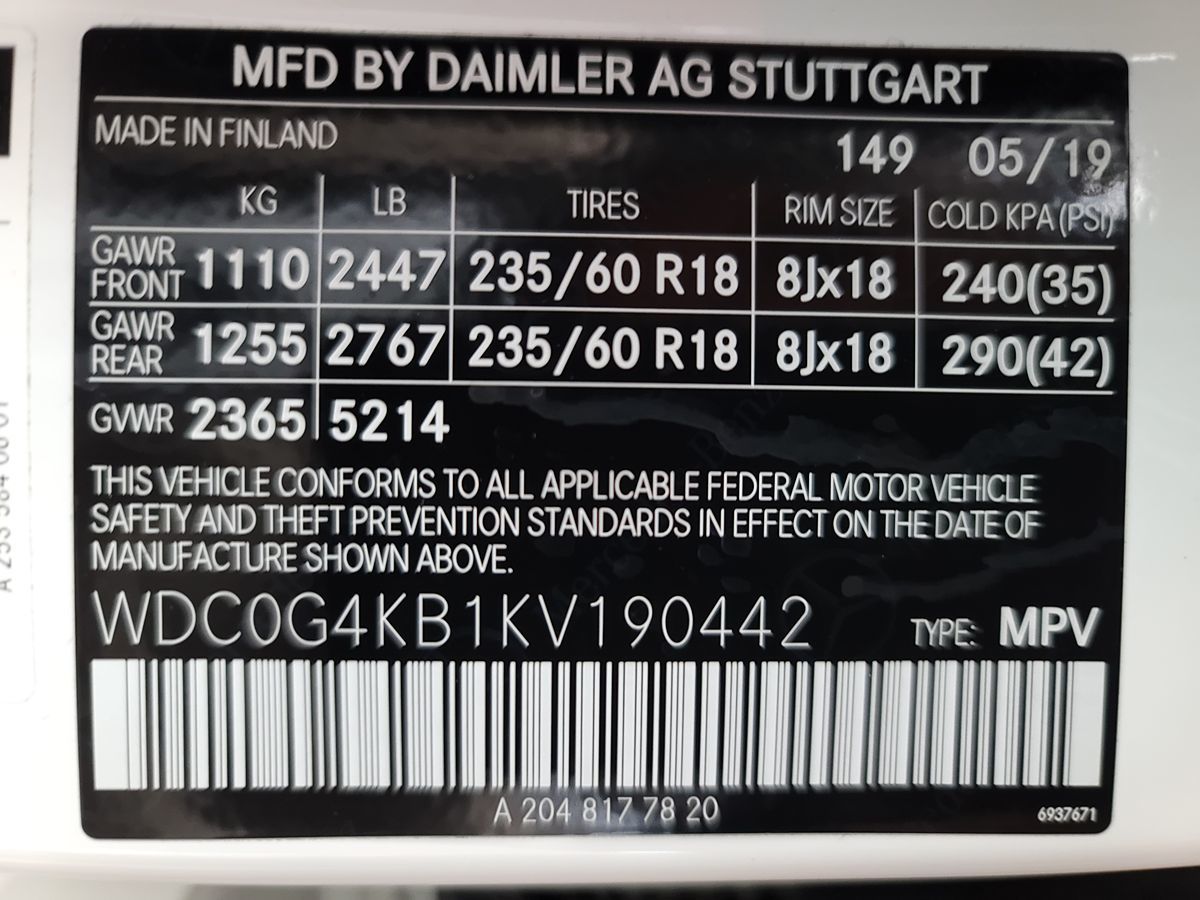 MFD BY DAIMLER AG STUTTGART
MADE IN FINLAND 149 05/19
KG LB TIRES RIM SIZE COLD KPA (PSI)
GAWR FRONT 1110 2447 235/60 R18 8Jx18 240(35)
GAWR REAR 1255 2767 235/60 R18 8Jx18 290(42)
GVWR 2365 5214
THIS VEHICLE CONFORMS TO ALL APPLICABLE FEDERAL MOTOR VEHICLE
SAFETY AND THEFT PREVENTION STANDARDS IN EFFECT ON THE DATE OF
MANUFACTURE SHOWN ABOVE.
WDC0G4KB1KV190442 TYPE: MPV
A 204 817 78 20 6937671